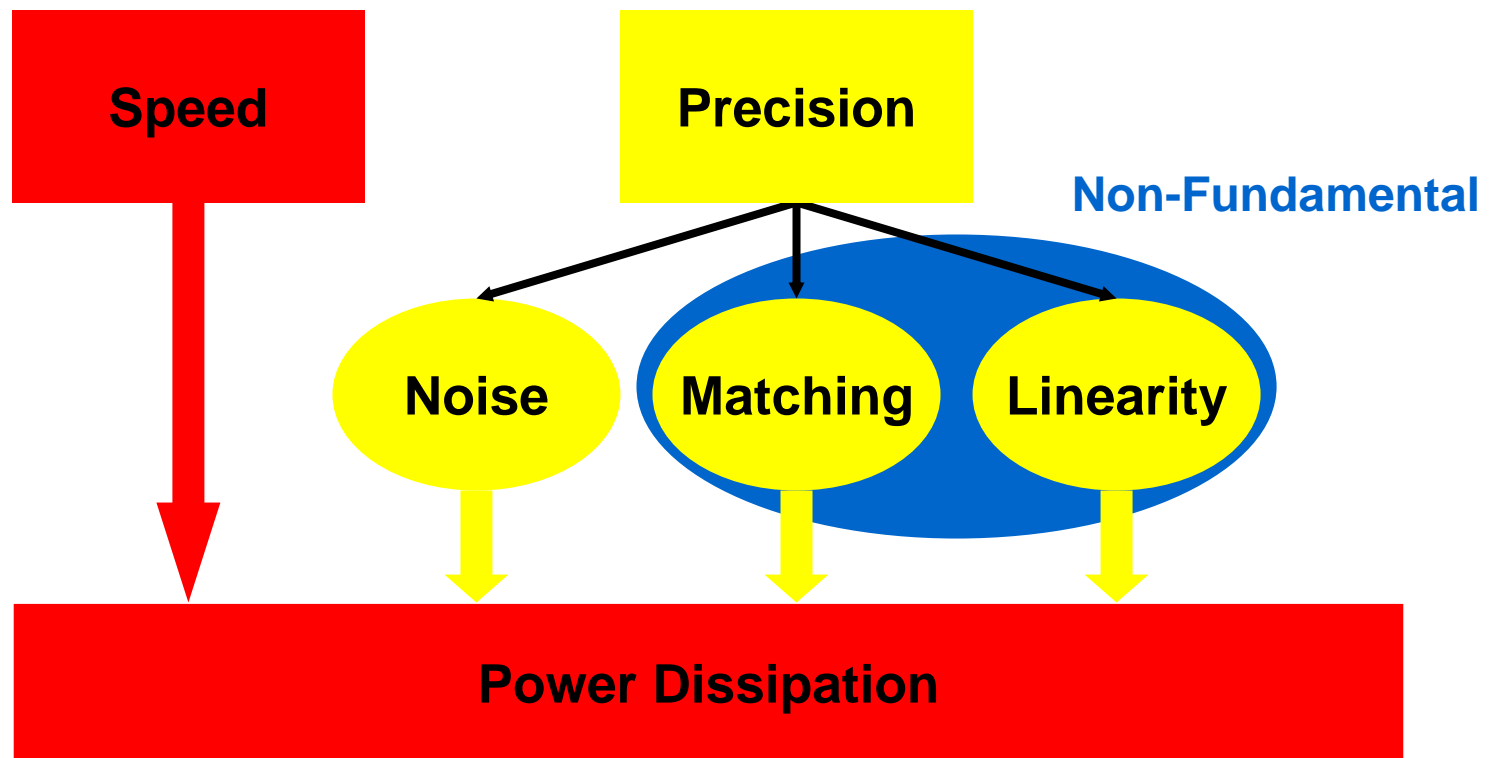 Speed
Precision
Non-Fundamental
Noise
Matching
Linearity
Power Dissipation